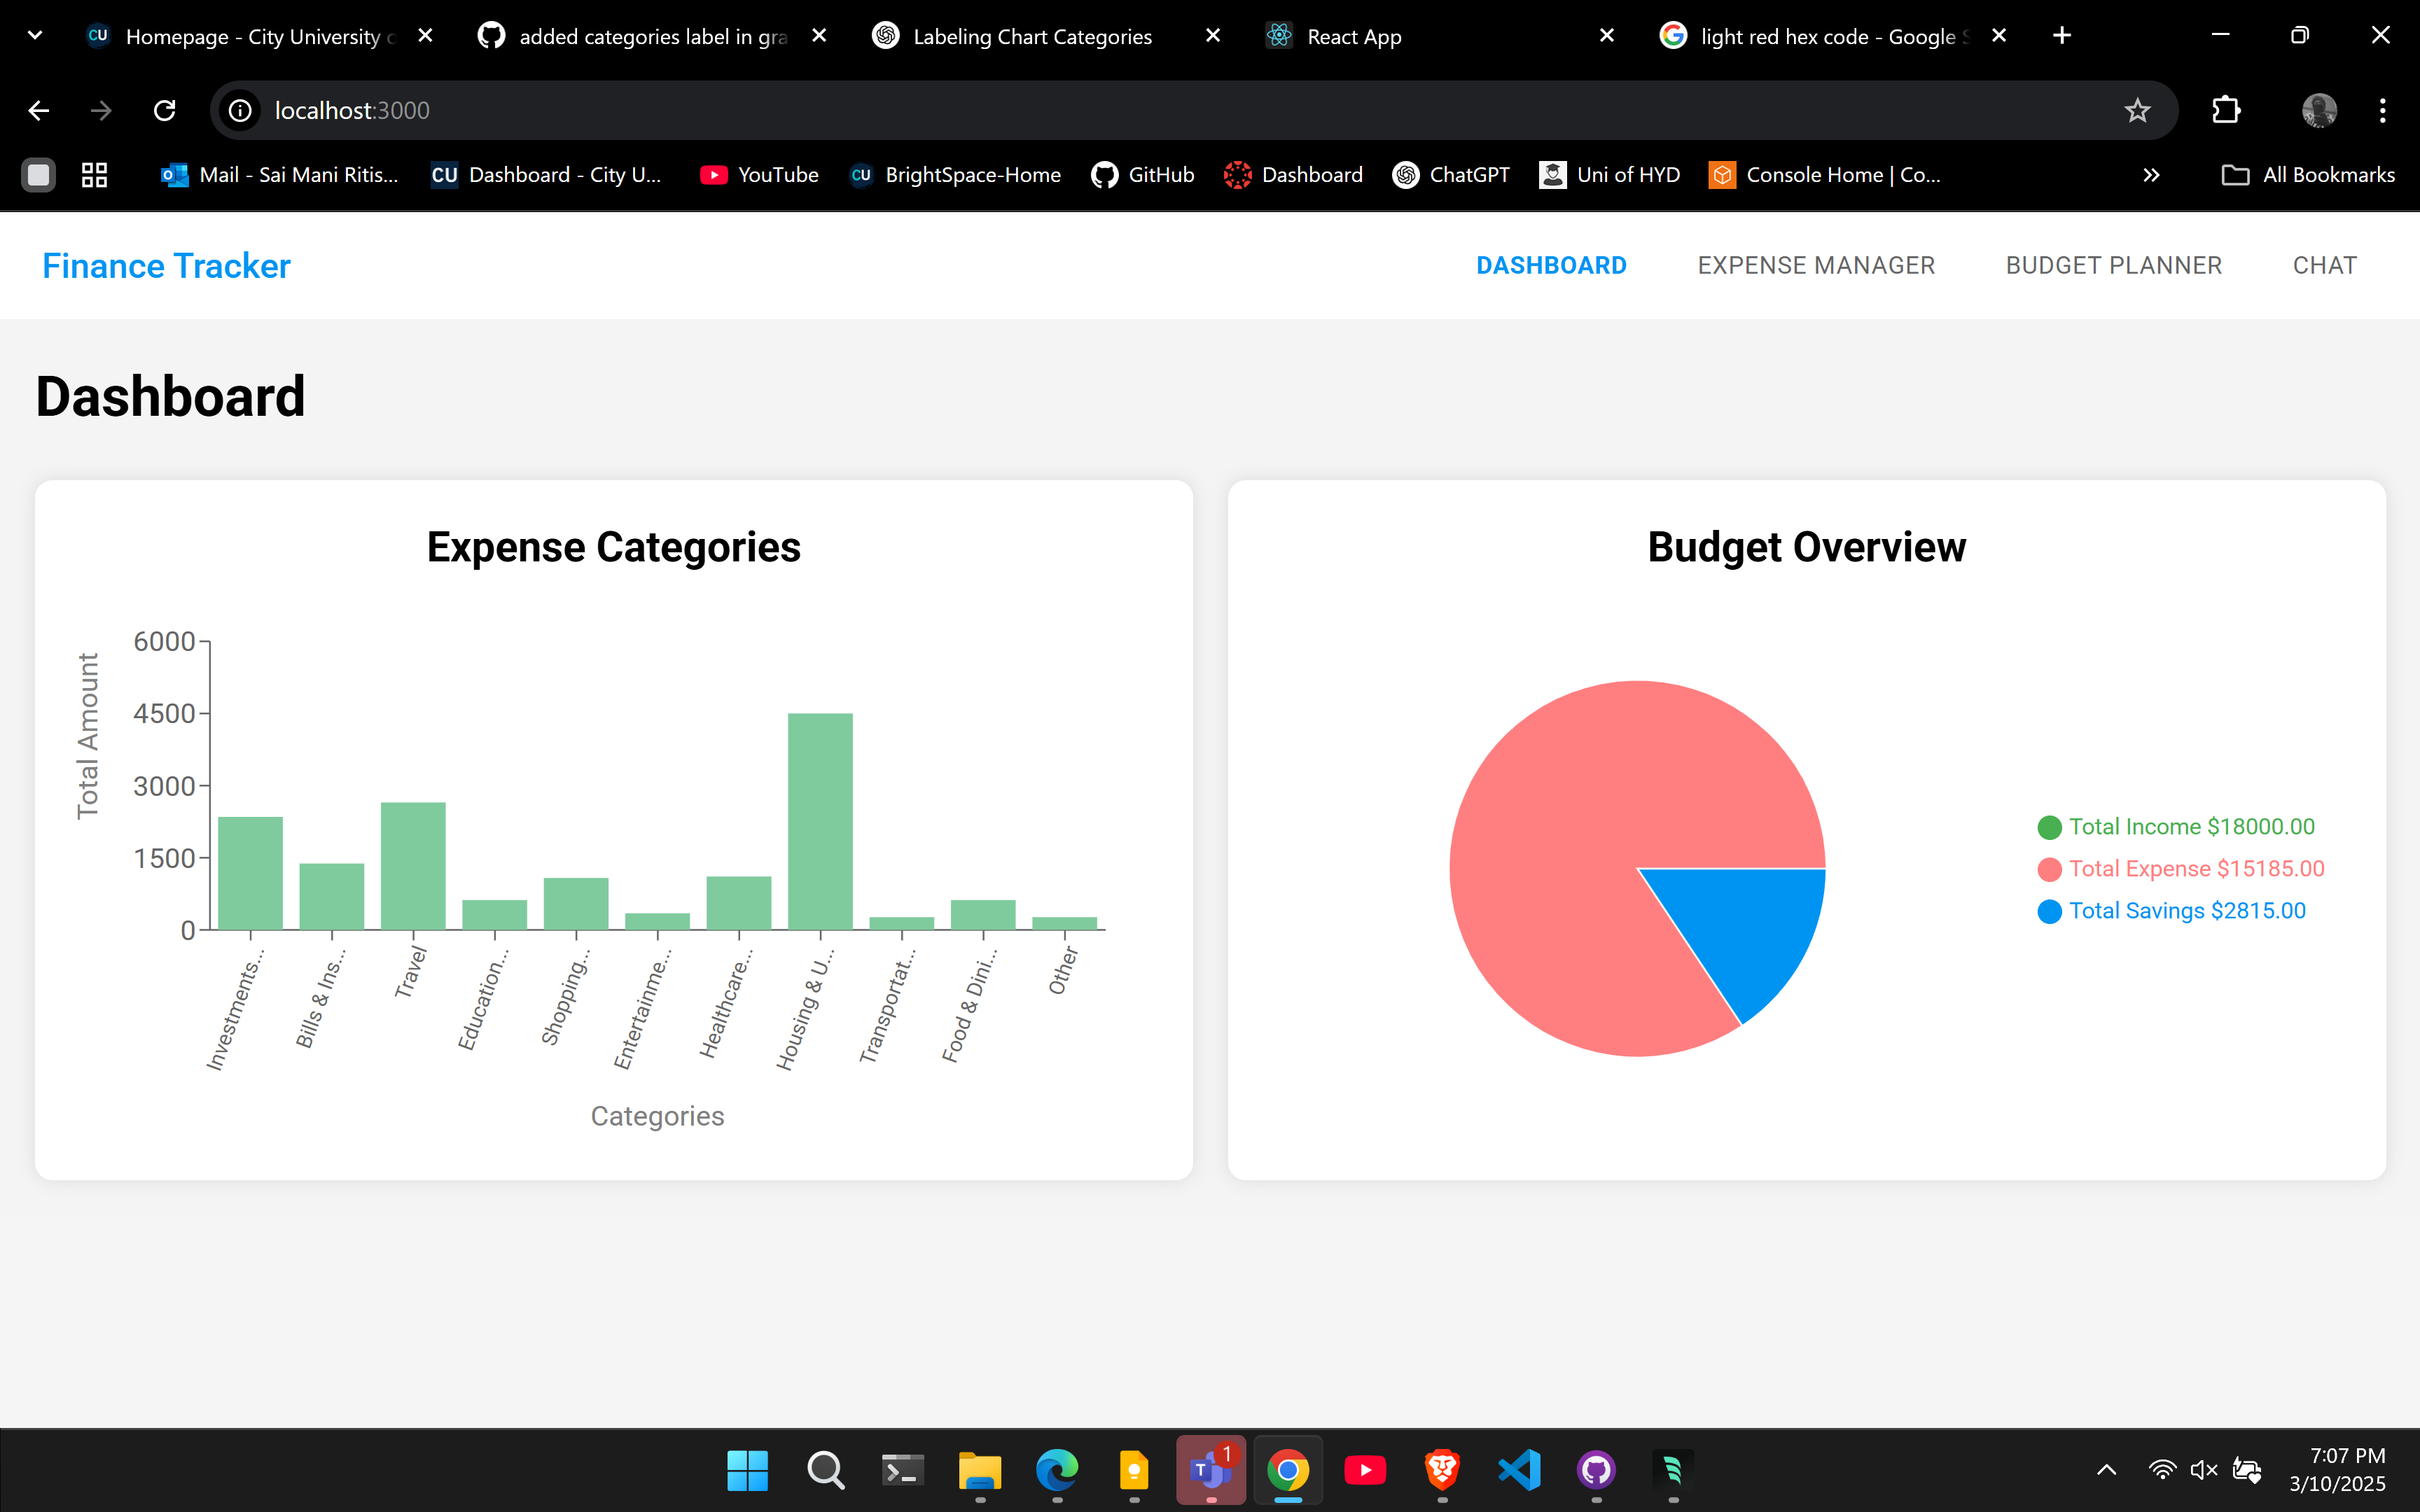 Homepage - City University o
added categories label in gra
Labeling Chart Categories
React App
light red hex code - Google S
localhost:3000
Mail - Sai Mani Ritis...
CU Dashboard - City U...
YouTube
CU BrightSpace-Home
GitHub
Dashboard
ChatGPT
Uni of HYD
Console Home | Co...
All Bookmarks
Finance Tracker
DASHBOARD
EXPENSE MANAGER
BUDGET PLANNER
CHAT
Dashboard
Expense Categories
Total Amount
6000
4500
3000
1500
0
Investments...
Bills & Ins...
Travel
Education...
Shopping...
Entertainme...
Healthcare...
Housing & U...
Transportat...
Food & Dini...
Other
Categories
Budget Overview
Total Income $18000.00
Total Expense $15185.00
Total Savings $2815.00
1
7:07 PM
3/10/2025